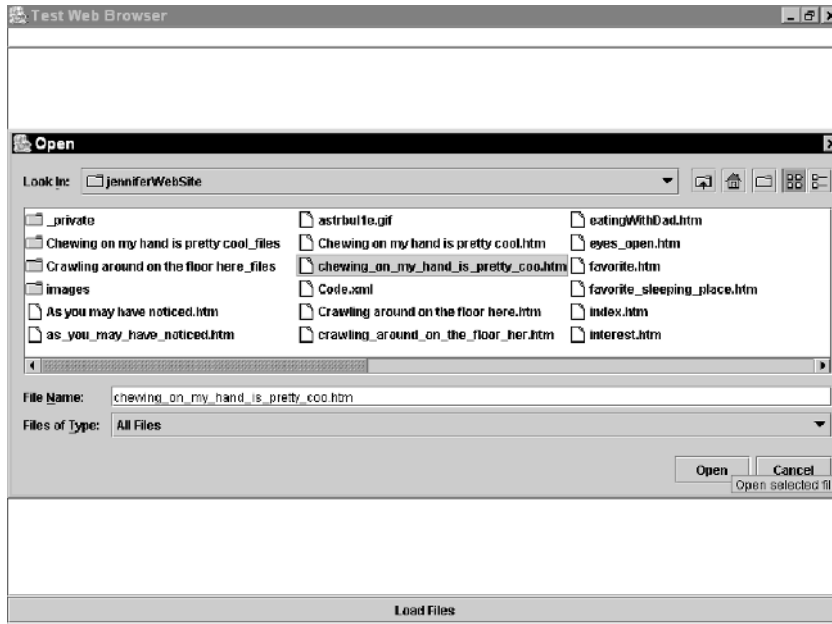 Test Web Browser
Open
Look In: jenniferWebSite
_private astrbul1e.gif eatingWithDad.htm
Chewing on my hand is pretty cool_files Chewing on my hand is pretty cool.htm eyes_open.htm
Crawling around on the floor here_files chewing_on_my_hand_is_pretty_coo.htm favorite.htm
images Code.xml favorite_sleeping_place.htm
As you may have noticed.htm Crawling around on the floor here.htm index.htm
as_you_may_have_noticed.htm crawling_around_on_the_floor_her.htm interest.htm
File Name: chewing_on_my_hand_is_pretty_coo.htm
Files of Type: All Files
Open Cancel
Open selected fil
Load Files